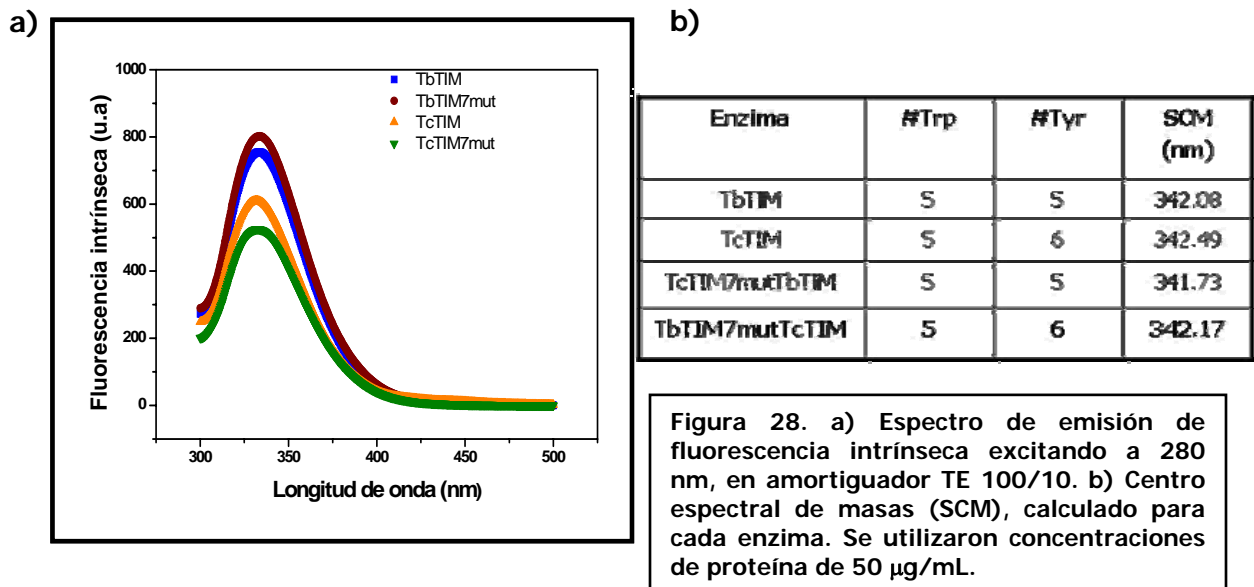 a)
1000
800
600
400
200
0
300
350
400
450
500
Fluorescencia intrínseca (u.a)
Longitud de onda (nm)
TbTIM
TbTIM7mut
TcTIM
TcTIM7mut
b)
Enzima #Trp #Tyr SCM (nm)
TbTIM 5 5 342.08
TcTIM 5 6 342.49
TcTIM7mutTbTIM 5 5 341.73
TbTIM7mutTcTIM 5 6 342.17
Figura 28. a) Espectro de emisión de
fluorescencia intrínseca excitando a 280
nm, en amortiguador TE 100/10. b) Centro
espectral de masas (SCM), calculado para
cada enzima. Se utilizaron concentraciones
de proteína de 50 μg/mL.